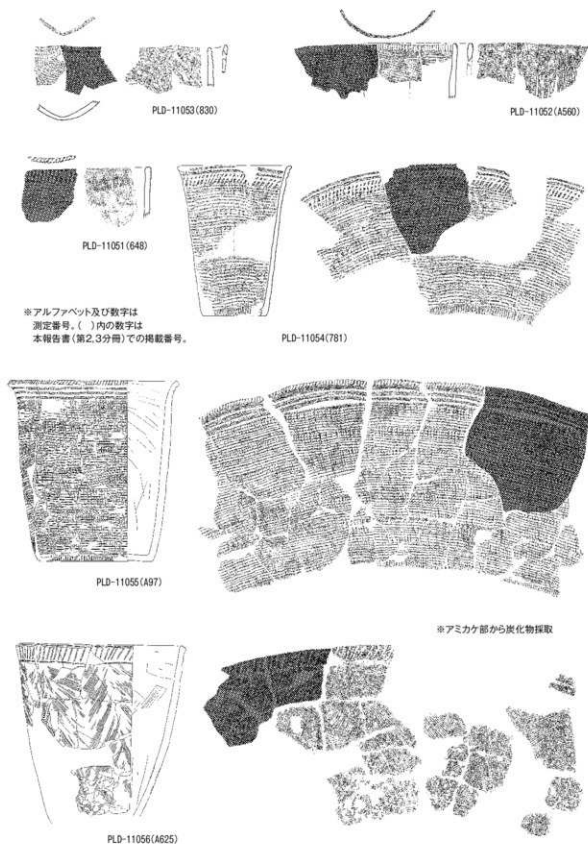 PLD-11053(830)
PLD-11052(A560)
PLD-11051(648)
※アルファベット及び数字は
測定番号。( )内の数字は
本報告書(第2,3分冊)での掲載番号。
PLD-11054(781)
PLD-11055(A97)
※アミカケ部から炭化物採取
PLD-11056(A625)